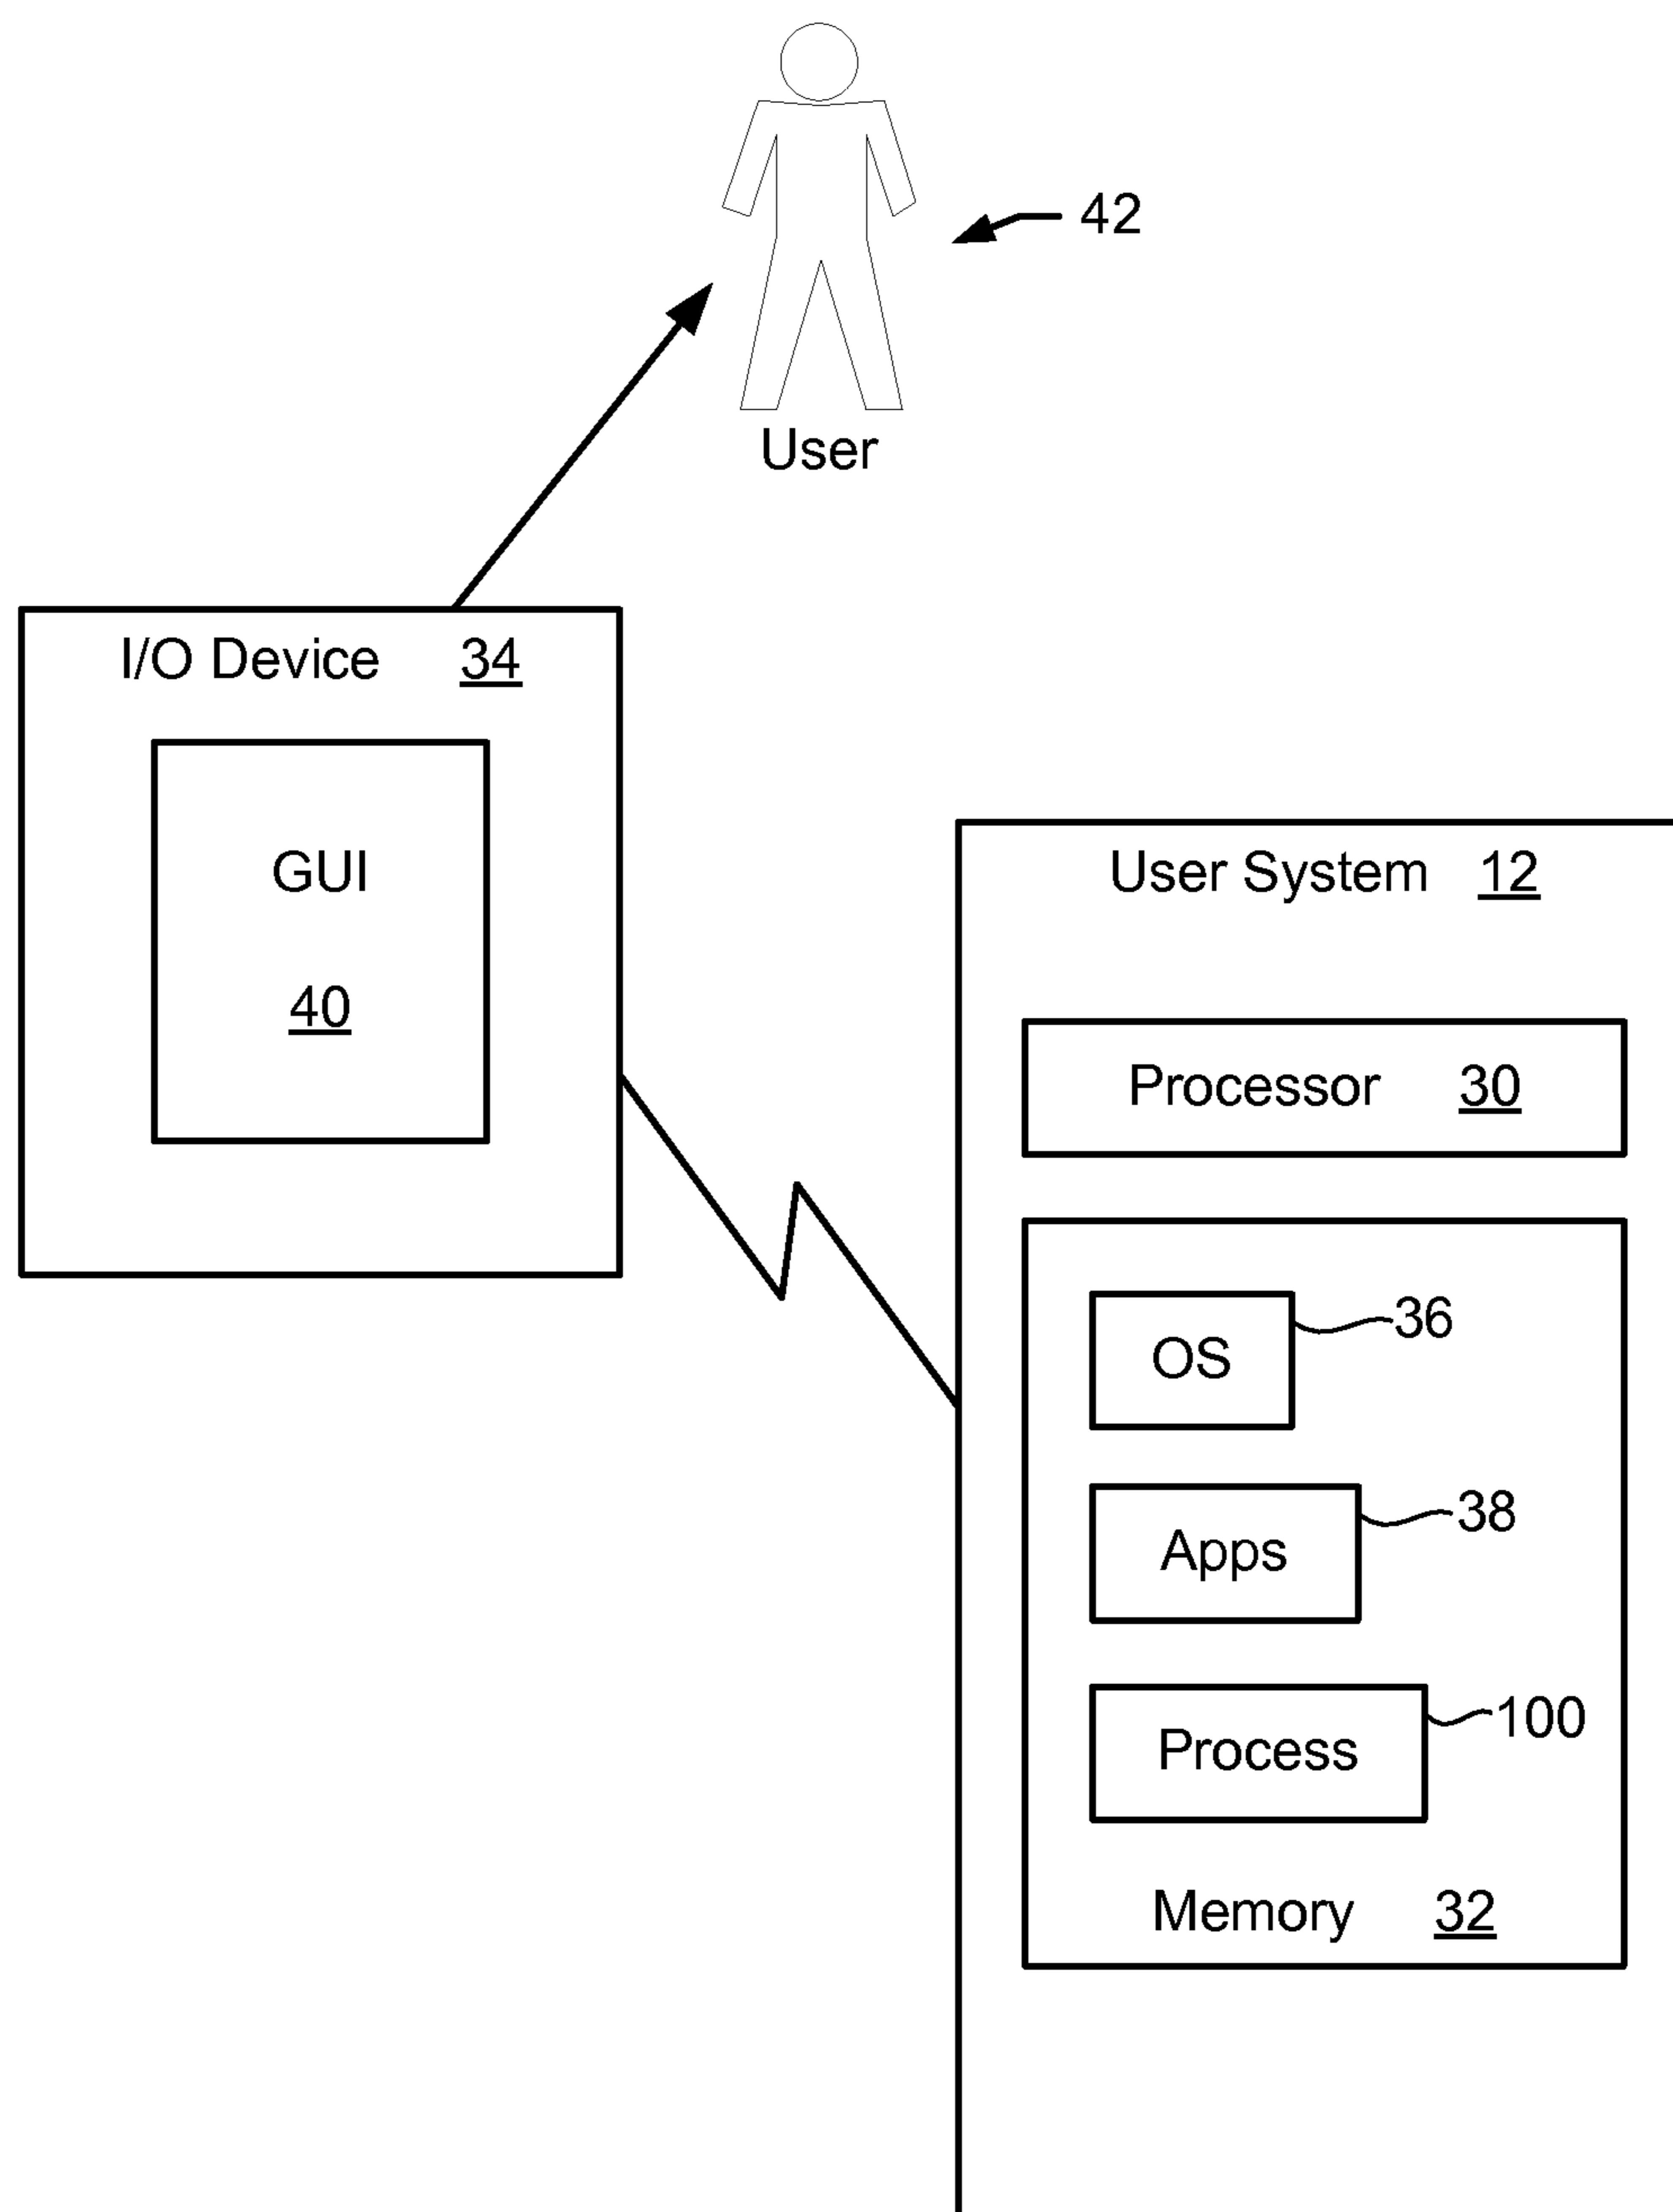 42
User
I/O Device 34
GUI
40
User System 12
Processor 30
36
OS
38
Apps
100
Process
Memory 32